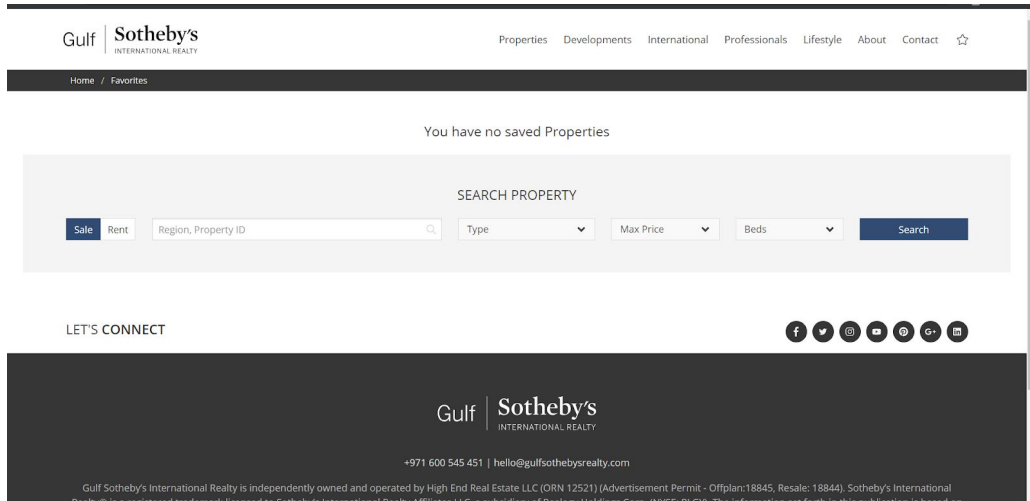 Gulf Sotheby's
INTERNATIONAL REALTY
Properties Developments International Professionals Lifestyle About Contact
Home / Favorites
You have no saved Properties
SEARCH PROPERTY
Sale Rent Region, Property ID Type Max Price Beds Search
LET'S CONNECT
Gulf Sotheby's
INTERNATIONAL REALTY
+971 600 545 451 | hello@gulfsothebysrealty.com
Gulf Sotheby's International Realty is independently owned and operated by High End Real Estate LLC (ORN 12521) (Advertisement Permit - Offplan:18845, Resale: 18844). Sotheby's International